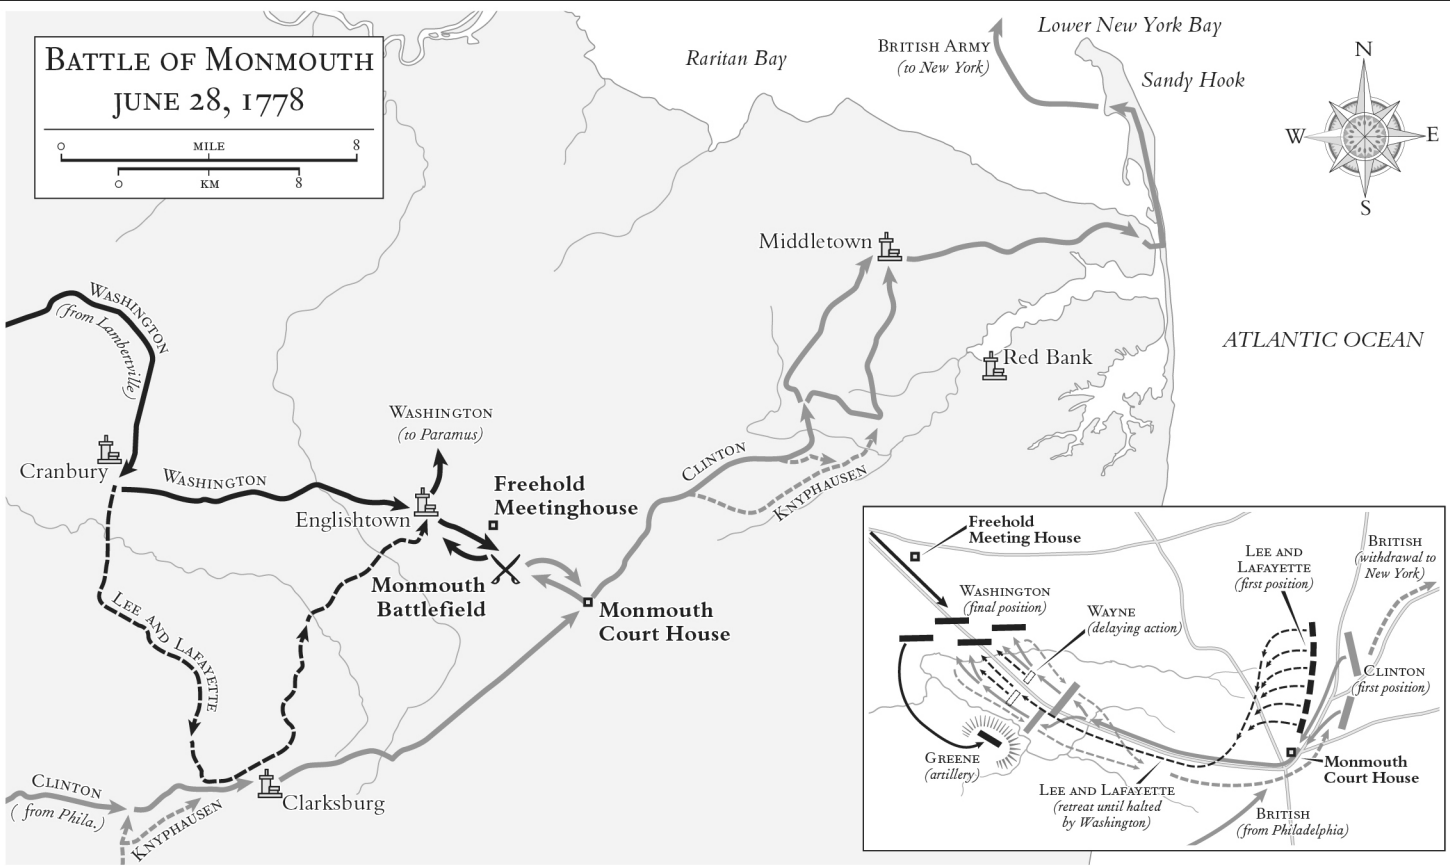 BATTLE OF MONMOUTH
JUNE 28, 1778
0 MILE 8
0 KM 8
Raritan Bay
BRITISH ARMY
(to New York)
Lower New York Bay
Sandy Hook
N
W E
S
ATLANTIC OCEAN
Middletown
Red Bank
WASHINGTON
(from Lambertville)
Cranbury
WASHINGTON
WASHINGTON
(to Paramus)
Englishtown
Freehold
Meetinghouse
Monmouth
Battlefield
Monmouth
Court House
CLINTON
KNYPHAUSEN
LEE AND LAFAYETTE
CLINTON
( from Phila.)
KNYPHAUSEN
Clarksburg
Freehold
Meeting House
WASHINGTON
(final position)
WAYNE
(delaying action)
LEE AND
LAFAYETTE
(first position)
BRITISH
(withdrawal to
New York)
CLINTON
(first position)
GREENE
(artillery)
LEE AND LAFAYETTE
(retreat until halted
by Washington)
Monmouth
Court House
BRITISH
(from Philadelphia)